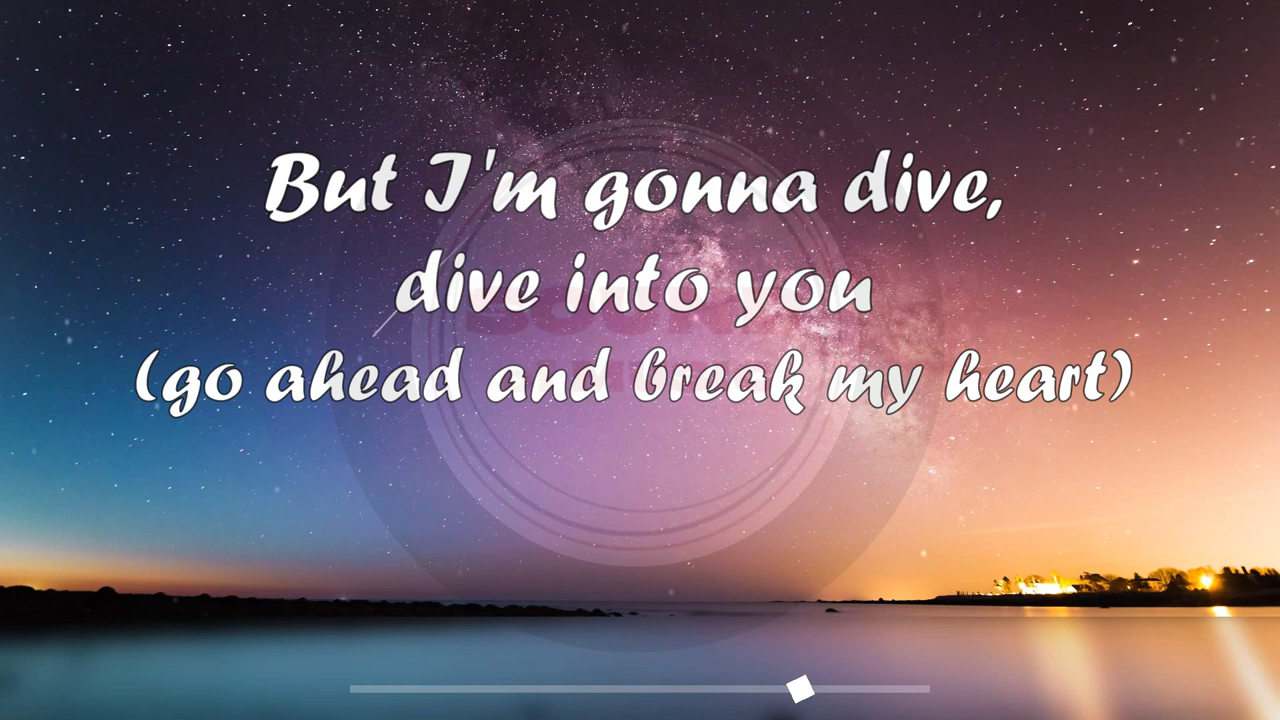 But I'm gonna dive,
dive into you
(go ahead and break my heart)